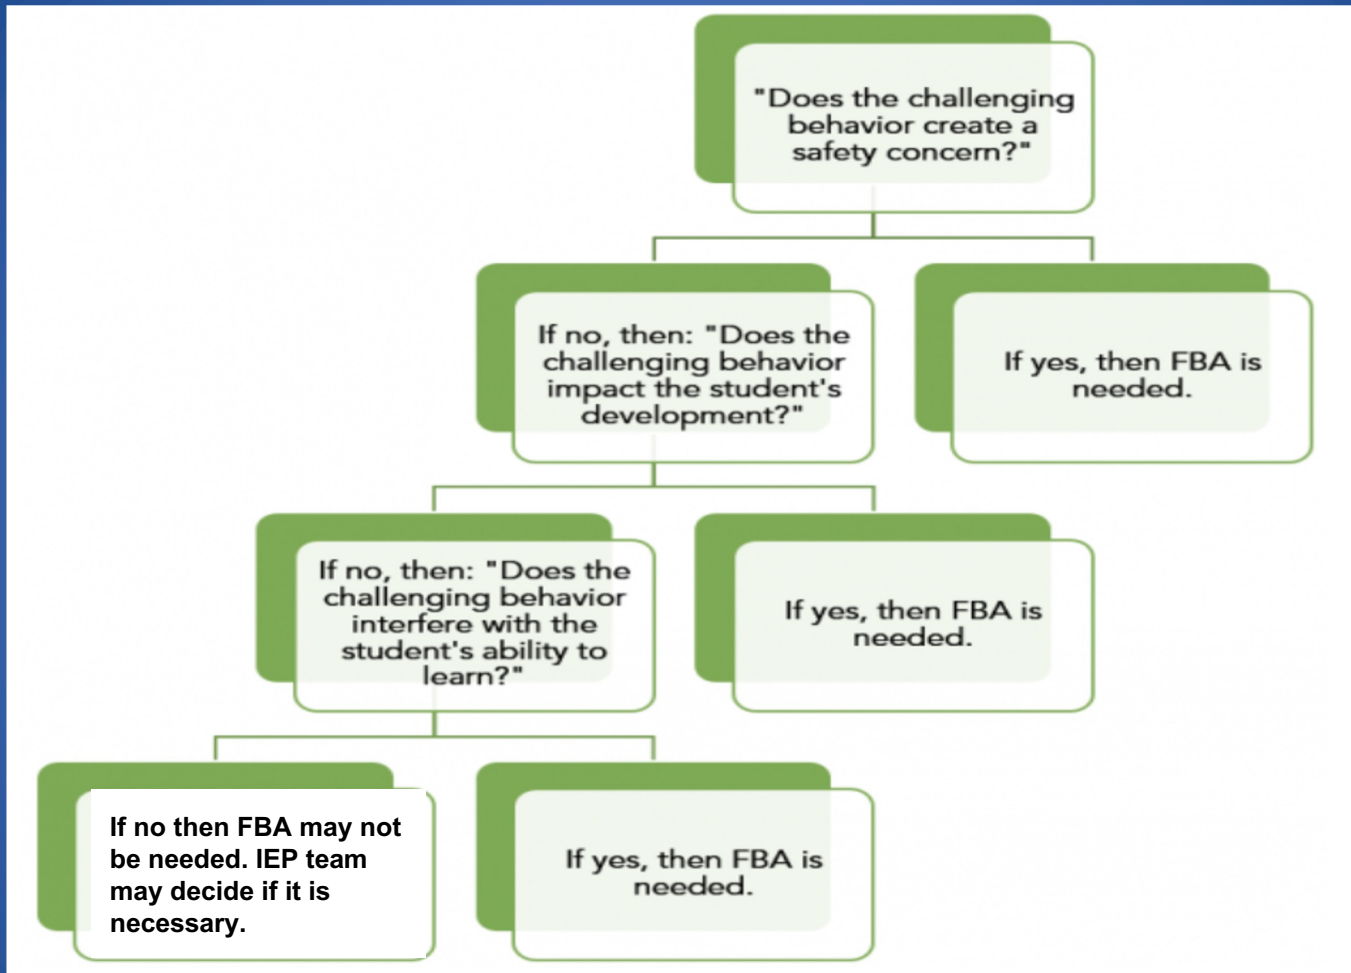 "Does the challenging
behavior create a
safety concern?"
If no, then: "Does the
challenging behavior
impact the student's
development?"
If yes, then FBA is
needed.
If no, then: "Does the
challenging behavior
interfere with the
student's ability to
learn?"
If yes, then FBA is
needed.
If no then FBA may not
be needed. IEP team
may decide if it is
necessary.
If yes, then FBA is
needed.